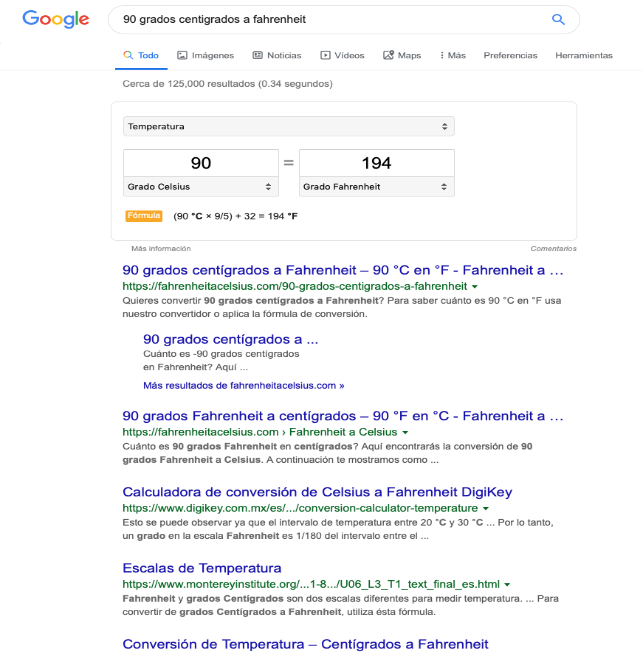 Google
90 grados centigrados a fahrenheit
Todo Imágenes Noticias Vídeos Maps Más Preferencias Herramientas
Cerca de 125,000 resultados (0.34 segundos)
Temperatura
90 = 194
Grado Celsius Grado Fahrenheit
Fórmula (90 °C × 9/5) + 32 = 194 °F
Más información Comentarios
90 grados centígrados a Fahrenheit – 90 °C en °F - Fahrenheit a ...
https://fahrenheitacelsius.com/90-grados-centigrados-a-fahrenheit
Quieres convertir 90 grados centígrados a Fahrenheit? Para saber cuánto es 90 °C en °F usa
nuestro convertidor o aplica la fórmula de conversión.
90 grados centígrados a ...
Cuánto es -90 grados centígrados
en Fahrenheit? Aquí ...
Más resultados de fahrenheitacelsius.com »
90 grados Fahrenheit a centígrados – 90 °F en °C - Fahrenheit a ...
https://fahrenheitacelsius.com › Fahrenheit a Celsius
Cuánto es 90 grados Fahrenheit en centígrados? Aquí encontrarás la conversión de 90
grados Fahrenheit a Celsius. A continuación te mostramos como ...
Calculadora de conversión de Celsius a Fahrenheit DigiKey
https://www.digikey.com.mx/es/.../conversion-calculator-temperature
Esto se puede observar ya que el intervalo de temperatura entre 20 °C y 30 °C ... Por lo tanto,
un grado en la escala Fahrenheit es 1/180 del intervalo entre el ...
Escalas de Temperatura
https://www.montereyinstitute.org/...1-8.../U06_L3_T1_text_final_es.html
Fahrenheit y grados Centígrados son dos escalas diferentes para medir temperatura. ... Para
convertir de grados Centígrados a Fahrenheit, utiliza ésta fórmula.
Conversión de Temperatura – Centígrados a Fahrenheit